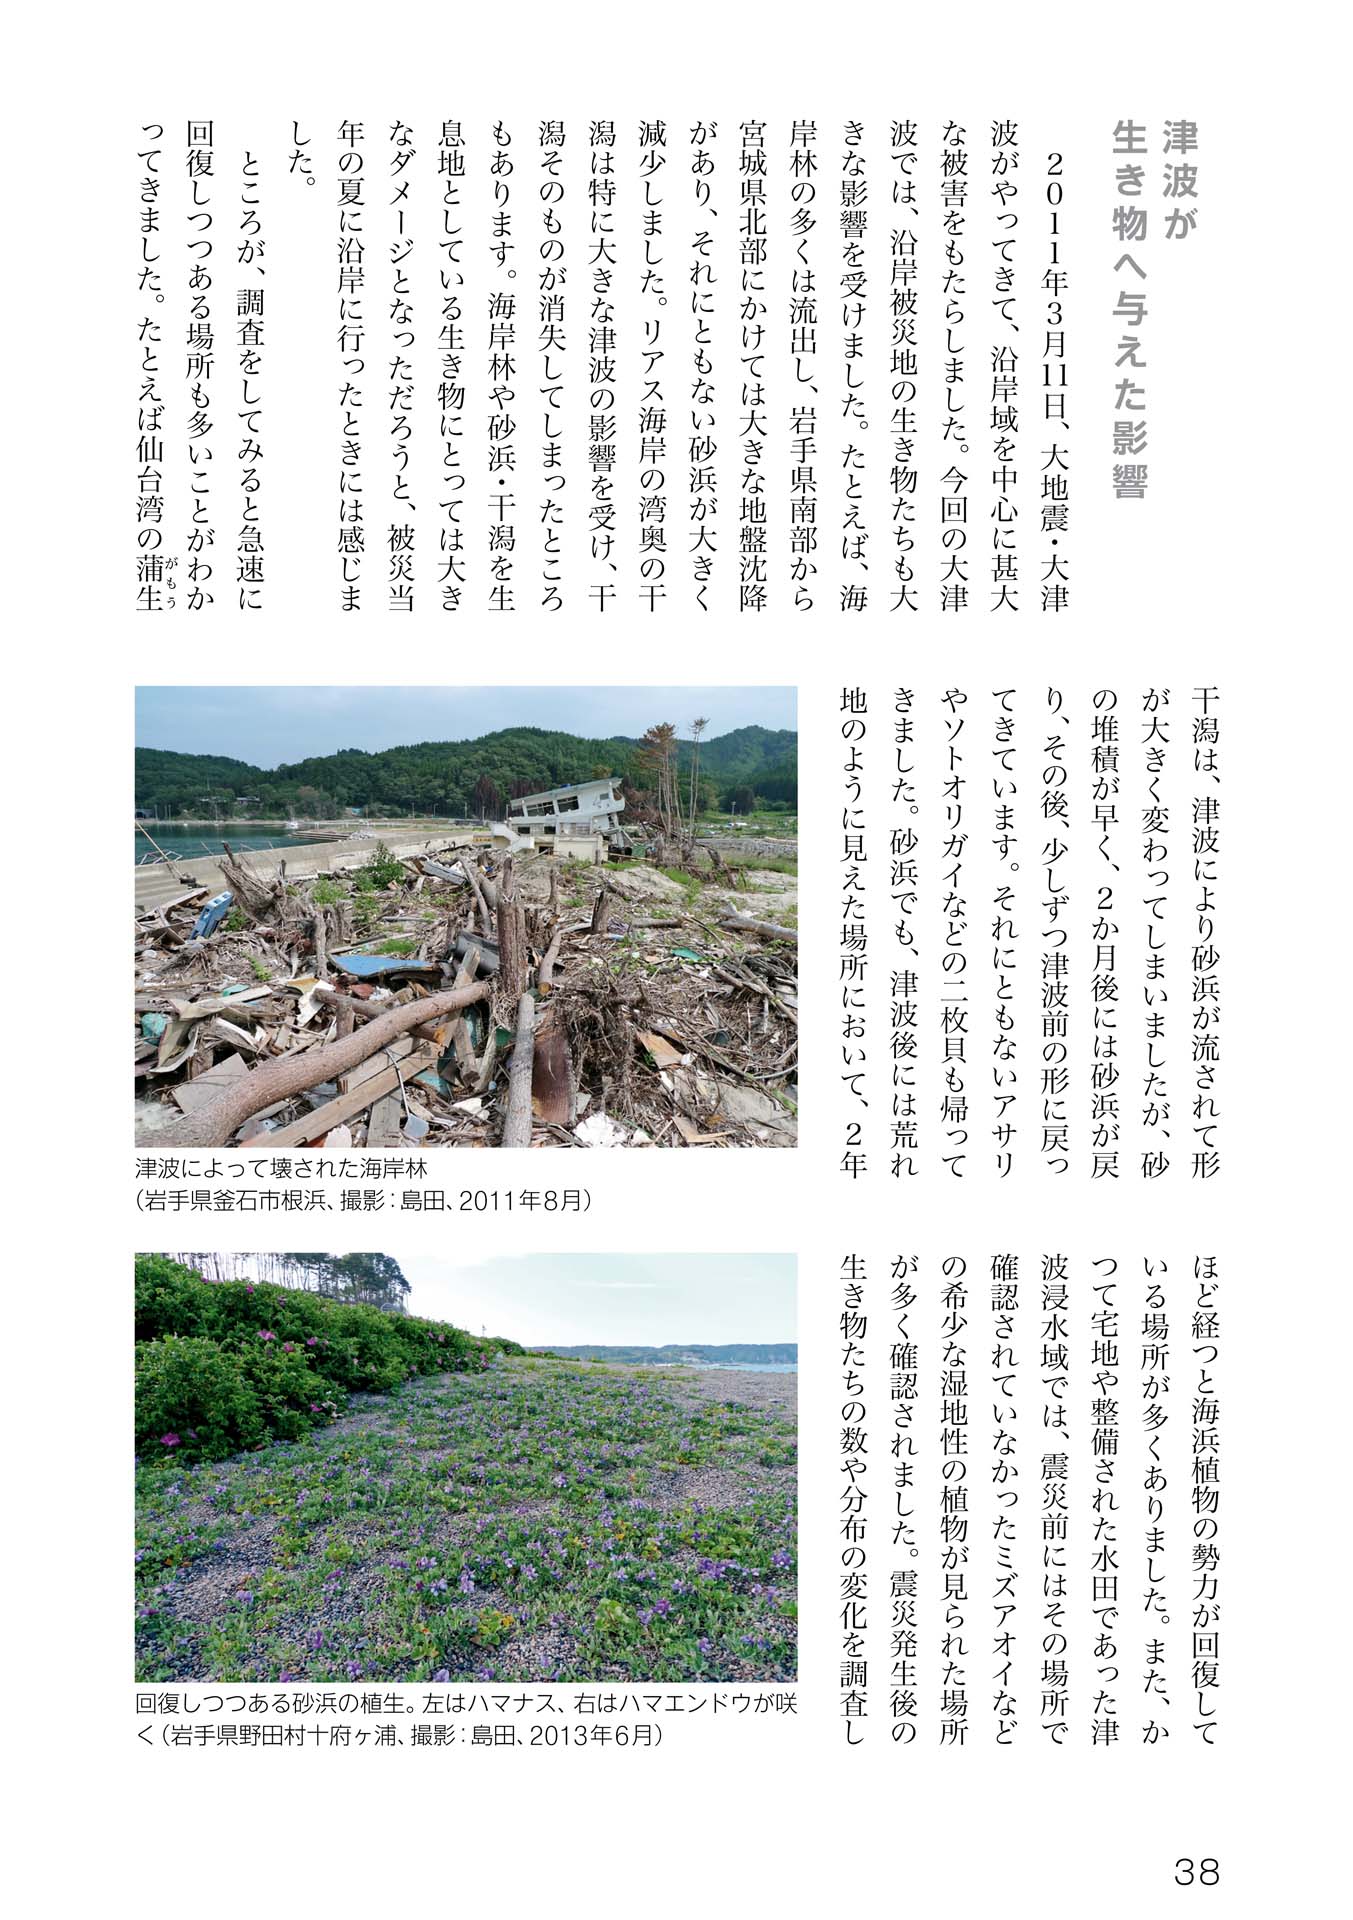 津波が
生き物へ与えた影響
2011年3月11日、大地震・大津
波がやってきて、沿岸域を中心に甚大
な被害をもたらしました。今回の大津
波では、沿岸被災地の生き物たちも大
きな影響を受けました。たとえば、海
岸林の多くは流出し、岩手県南部から
宮城県北部にかけては大きな地盤沈降
があり、それにともない砂浜が大きく
減少しました。リアス海岸の湾奥の干
潟は特に大きな津波の影響を受け、干
潟そのものが消失してしまったところ
もあります。海岸林や砂浜・干潟を生
息地としている生き物にとっては大き
なダメージとなっただろうと、被災当
年の夏に沿岸に行ったときには感じま
した。
ところが、調査をしてみると急速に
回復しつつある場所も多いことがわか
ってきました。たとえば仙台湾の蒲生
がもう
干潟は、津波により砂浜が流されて形
が大きく変わってしまいましたが、砂
の堆積が早く、2か月後には砂浜が戻
り、その後、少しずつ津波前の形に戻っ
てきています。それにともないアサリ
やソトオリガイなどの二枚貝も帰って
きました。砂浜でも、津波後には荒れ
地のように見えた場所において、2年
津波によって壊された海岸林
（岩手県釜石市根浜、撮影：島田、2011年8月）
ほど経つと海浜植物の勢力が回復して
いる場所が多くありました。また、か
つて宅地や整備された水田であった津
波浸水域では、震災前にはその場所で
確認されていなかったミズアオイなど
の希少な湿地性の植物が見られた場所
が多く確認されました。震災発生後の
生き物たちの数や分布の変化を調査し
回復しつつある砂浜の植生。左はハマナス、右はハマエンドウが咲
く（岩手県野田村十府ヶ浦、撮影：島田、2013年6月）
38